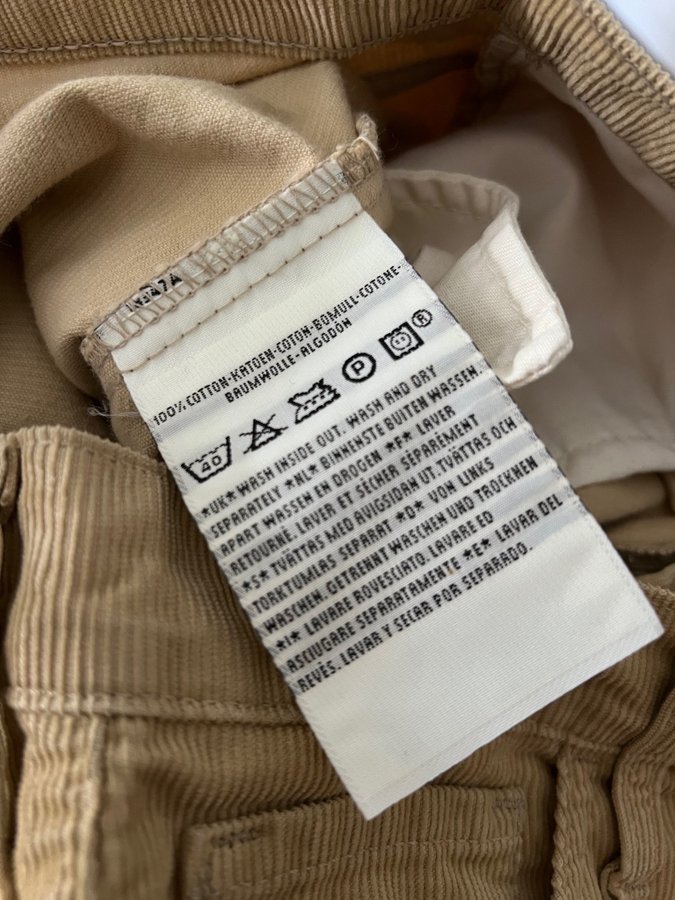 100% COTTON-KATOEN-COTON-BOMULL-COTONE-
BAUMWOLLE-ALGODÓN
40 P ®
*UK* WASH INSIDE OUT. WASH AND DRY
SEPARATELY *NL* BINNENSTE BUITEN WASSEN
APART WASSEN EN DROGEN *F* LAVER
RETOURNÉ. LAVER ET SÉCHER SÉPAREMENT
*S* TVÄTTAS MED AVIGSIDAN UT. TVÄTTAS OCH
TORKTUMLAS SEPARAT *D* VON LINKS
WASCHEN. GETRENNT WASCHEN UND TROCKNEN
*I* LAVARE ROVESCIATO. LAVARE ED
ASCIUGARE SEPARATAMENTE *E* LAVAR DEL
REVÉS. LAVAR Y SECAR POR SEPARADO.